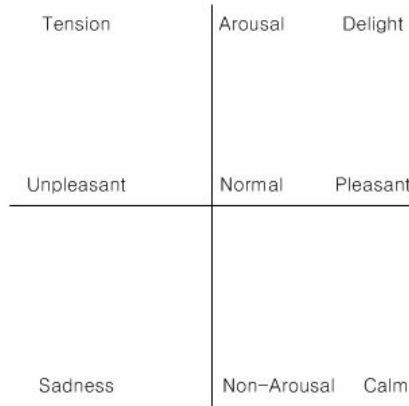 Tension Arousal Delight
Unpleasant Normal Pleasant
Sadness Non-Arousal Calm